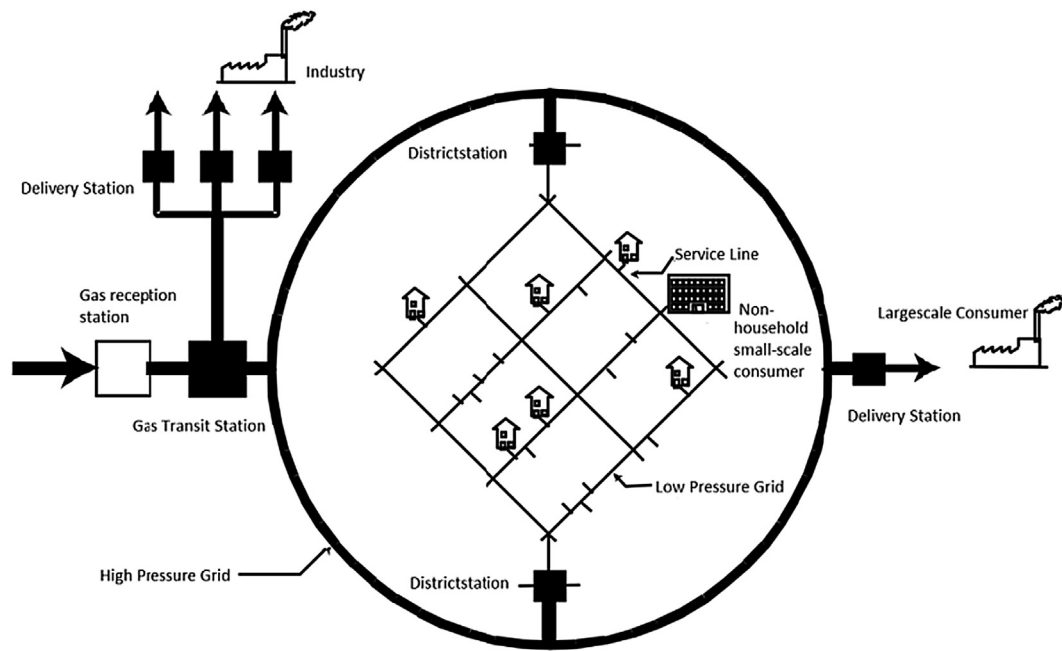 Industry
Districtstation
Delivery Station
Service Line
Gas reception
station
Non-
household
small-scale
consumer
Largescale Consumer
Gas Transit Station
Delivery Station
Low Pressure Grid
High Pressure Grid
Districtstation